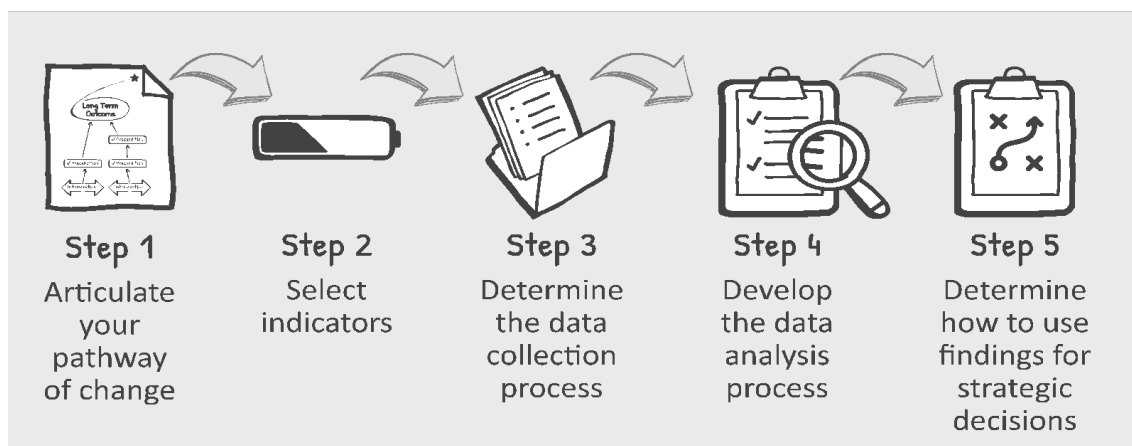 Long Term
Outcome
Step 1
Articulate
your
pathway
of change
Step 2
Select
indicators
Step 3
Determine
the data
collection
process
Step 4
Develop
the data
analysis
process
Step 5
Determine
how to use
findings for
strategic
decisions